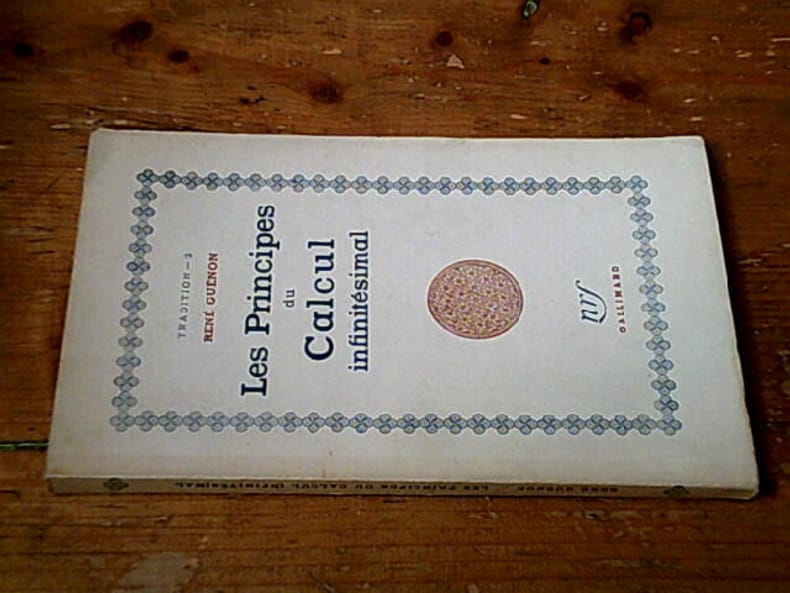 TRADITION — 3
RENÉ GUÉNON
Les Principes
du
Calcul
infinitésimal
nrf
GALLIMARD
RENÉ GUÉNON LES PRINCIPES DU CALCUL INFINITÉSIMAL